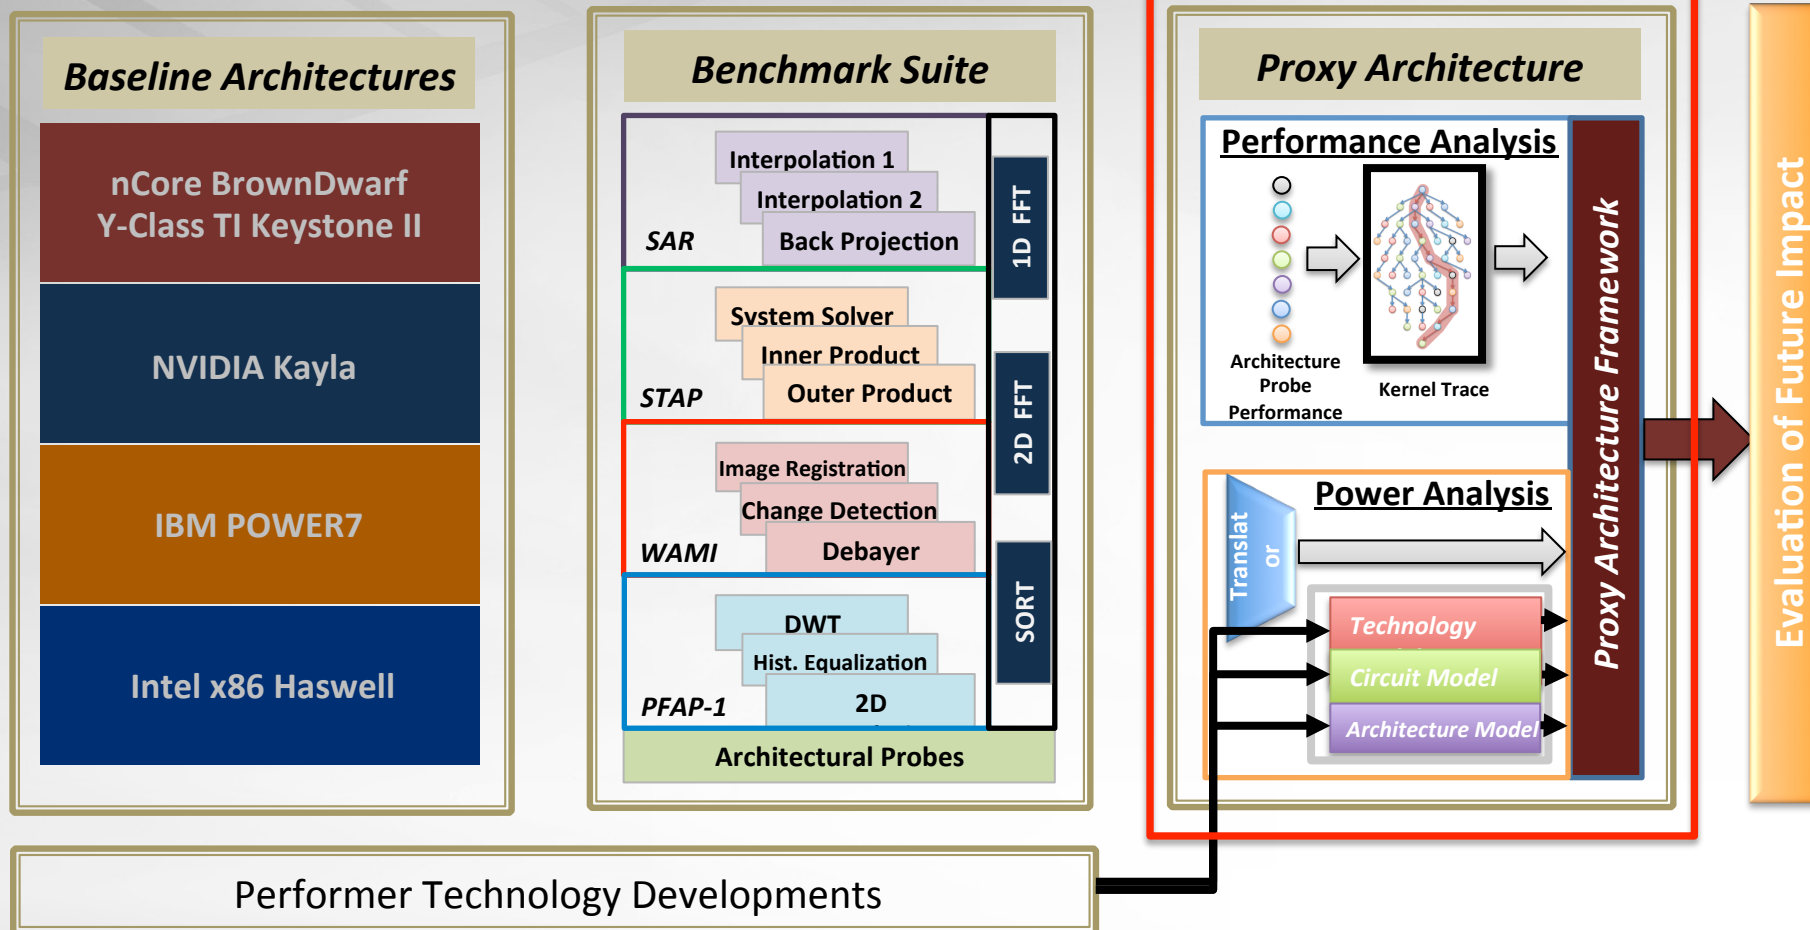 Baseline Architectures
nCore BrownDwarf
Y-Class TI Keystone II
NVIDIA Kayla
IBM POWER7
Intel x86 Haswell
Benchmark Suite
Interpolation 1
Interpolation 2
Back Projection
SAR
System Solver
Inner Product
Outer Product
STAP
Image Registration
Change Detection
Debayer
WAMI
DWT
Hist. Equalization
2D
PFAP-1
1D FFT
2D FFT
SORT
Architectural Probes
Proxy Architecture
Performance Analysis
Architecture
Probe
Performance
Kernel Trace
Power Analysis
Translat
or
Technology
Circuit Model
Architecture Model
Proxy Architecture Framework
Evaluation of Future Impact
Performer Technology Developments